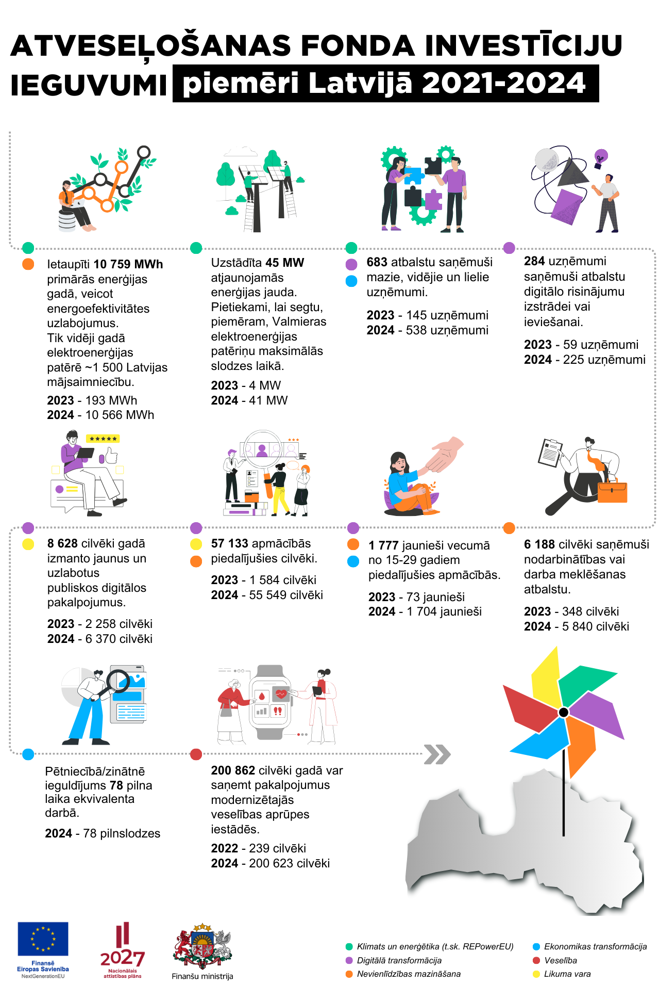 ATVESEĻOŠANAS FONDA INVESTĪCIJU
IEGUVUMI piemēri Latvijā 2021-2024
Ietaupīti 10 759 MWh
primārās enerģijas
gadā, veicot
energoefektivitātes
uzlabojumus.
Tik vidēji gadā
elektroenerģijas
patērē ~1 500 Latvijas
mājsaimniecību.
2023 - 193 MWh
2024 - 10 566 MWh
Uzstādīta 45 MW
atjaunojamās
enerģijas jauda.
Pietiekami, lai segtu,
piemēram, Valmieras
elektroenerģijas
patēriņu maksimālās
slodzes laikā.
2023 - 4 MW
2024 - 41 MW
683 atbalstu saņēmuši
mazie, vidējie un lielie
uzņēmumi.
2023 - 145 uzņēmumi
2024 - 538 uzņēmumi
284 uzņēmumi
saņēmuši atbalstu
digitālo risinājumu
izstrādei vai
ieviešanai.
2023 - 59 uzņēmumi
2024 - 225 uzņēmumi
8 628 cilvēki gadā
izmanto jaunus un
uzlabotus
publiskos digitālos
pakalpojumus.
2023 - 2 258 cilvēki
2024 - 6 370 cilvēki
57 133 apmācībās
piedalījušies cilvēki.
2023 - 1 584 cilvēki
2024 - 55 549 cilvēki
1 777 jaunieši vecumā
no 15-29 gadiem
piedalījušies apmācībās.
2023 - 73 jaunieši
2024 - 1 704 jaunieši
6 188 cilvēki saņēmuši
nodarbinātības vai
darba meklēšanas
atbalstu.
2023 - 348 cilvēki
2024 - 5 840 cilvēki
Pētniecībā/zinātnē
ieguldījums 78 pilna
laika ekvivalenta
darbā.
2024 - 78 pilnslodzes
200 862 cilvēki gadā var
saņemt pakalpojumus
modernizētajās
veselības aprūpes
iestādēs.
2022 - 239 cilvēki
2024 - 200 623 cilvēki
Finansē
Eiropas Savienība
NextGenerationEU
2027
Nacionālais
attīstības plāns
Finanšu ministrija
Klimats un enerģētika (t.sk. REPowerEU)
Digitālā transformācija
Nevienlīdzības mazināšana
Ekonomikas transformācija
Veselība
Likuma vara